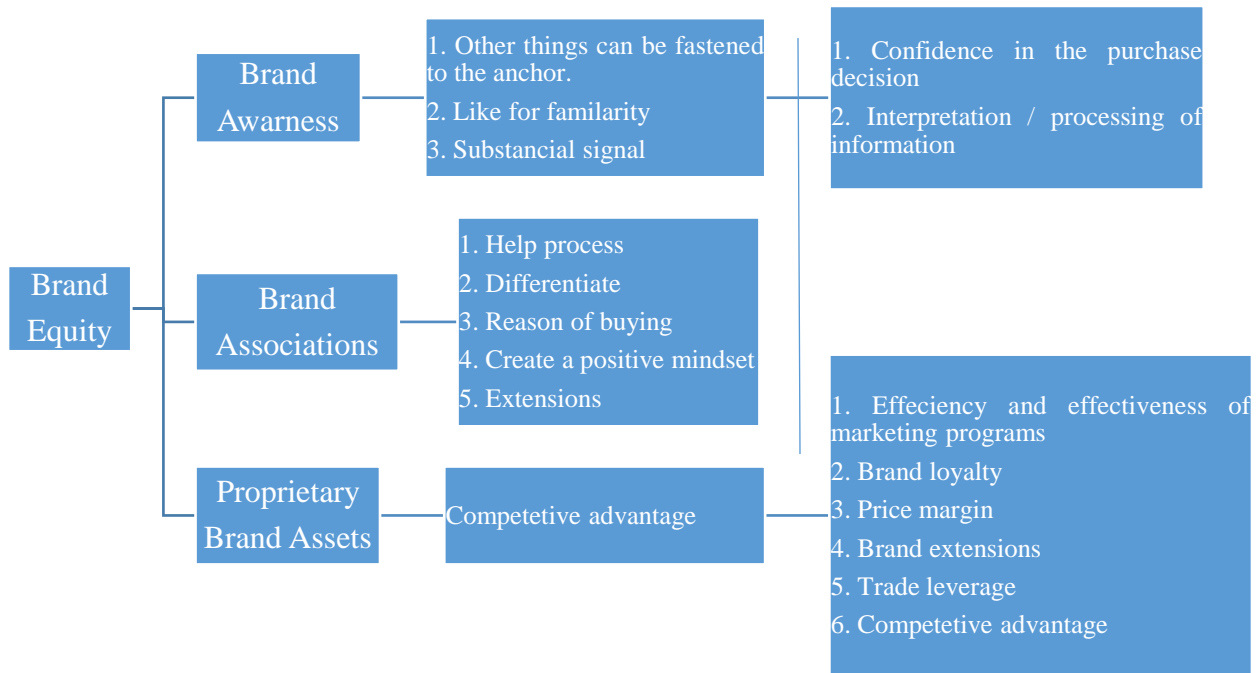 Brand
Equity
Brand
Awarness
1. Other things can be fastened
to the anchor.
2. Like for familarity
3. Substancial signal
1. Confidence in the purchase
decision
2. Interpretation / processing of
information
Brand
Associations
1. Help process
2. Differentiate
3. Reason of buying
4. Create a positive mindset
5. Extensions
Proprietary
Brand Assets
Competetive advantage
1. Effeciency and effectiveness of
marketing programs
2. Brand loyalty
3. Price margin
4. Brand extensions
5. Trade leverage
6. Competetive advantage